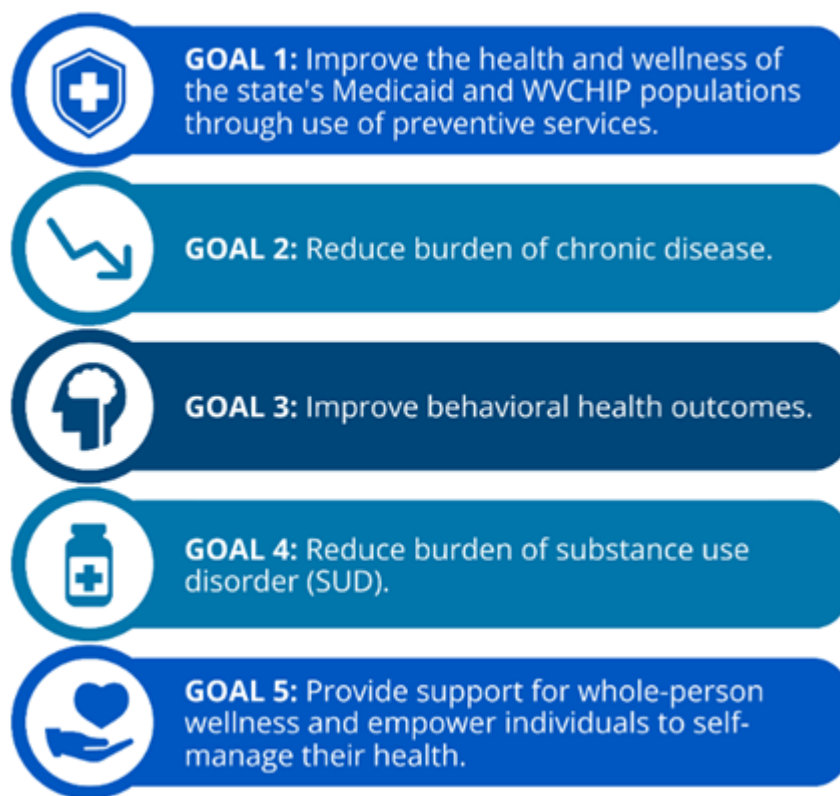 GOAL 1: Improve the health and wellness of
the state's Medicaid and WVCHIP populations
through use of preventive services.
GOAL 2: Reduce burden of chronic disease.
GOAL 3: Improve behavioral health outcomes.
GOAL 4: Reduce burden of substance use
disorder (SUD).
GOAL 5: Provide support for whole-person
wellness and empower individuals to self-
manage their health.